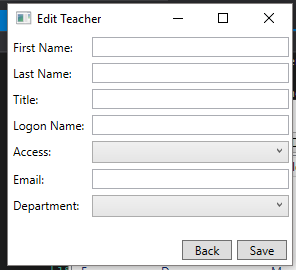 Edit Teacher
First Name:
Last Name:
Title:
Logon Name:
Access:
Email:
Department:
Back Save